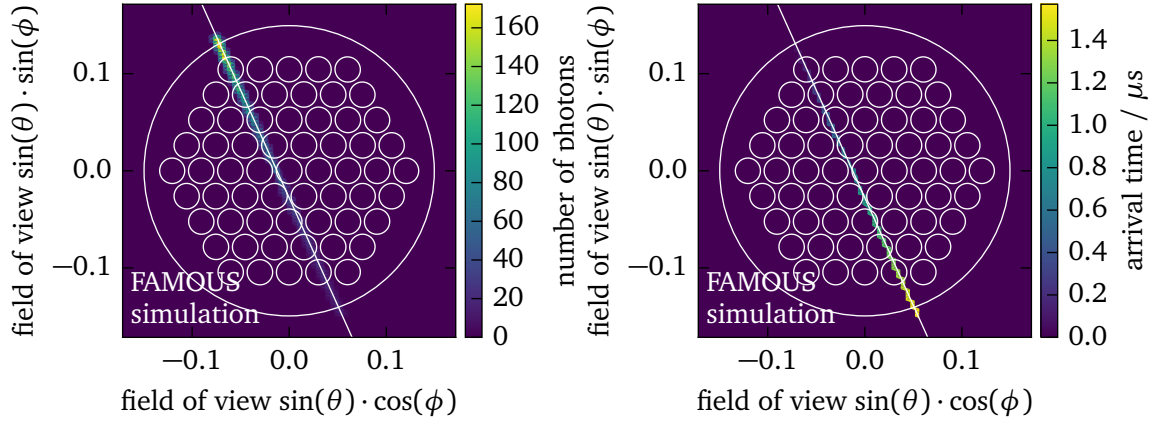 field of view sin(θ) · sin(ϕ)
0.1
0.0
−0.1
FAMOUS
simulation
−0.1 0.0 0.1
field of view sin(θ) · cos(ϕ)
160
140
120
100
80
60
40
20
0
number of photons
field of view sin(θ) · sin(ϕ)
0.1
0.0
−0.1
FAMOUS
simulation
−0.1 0.0 0.1
field of view sin(θ) · cos(ϕ)
1.4
1.2
1.0
0.8
0.6
0.4
0.2
0.0
arrival time / μs